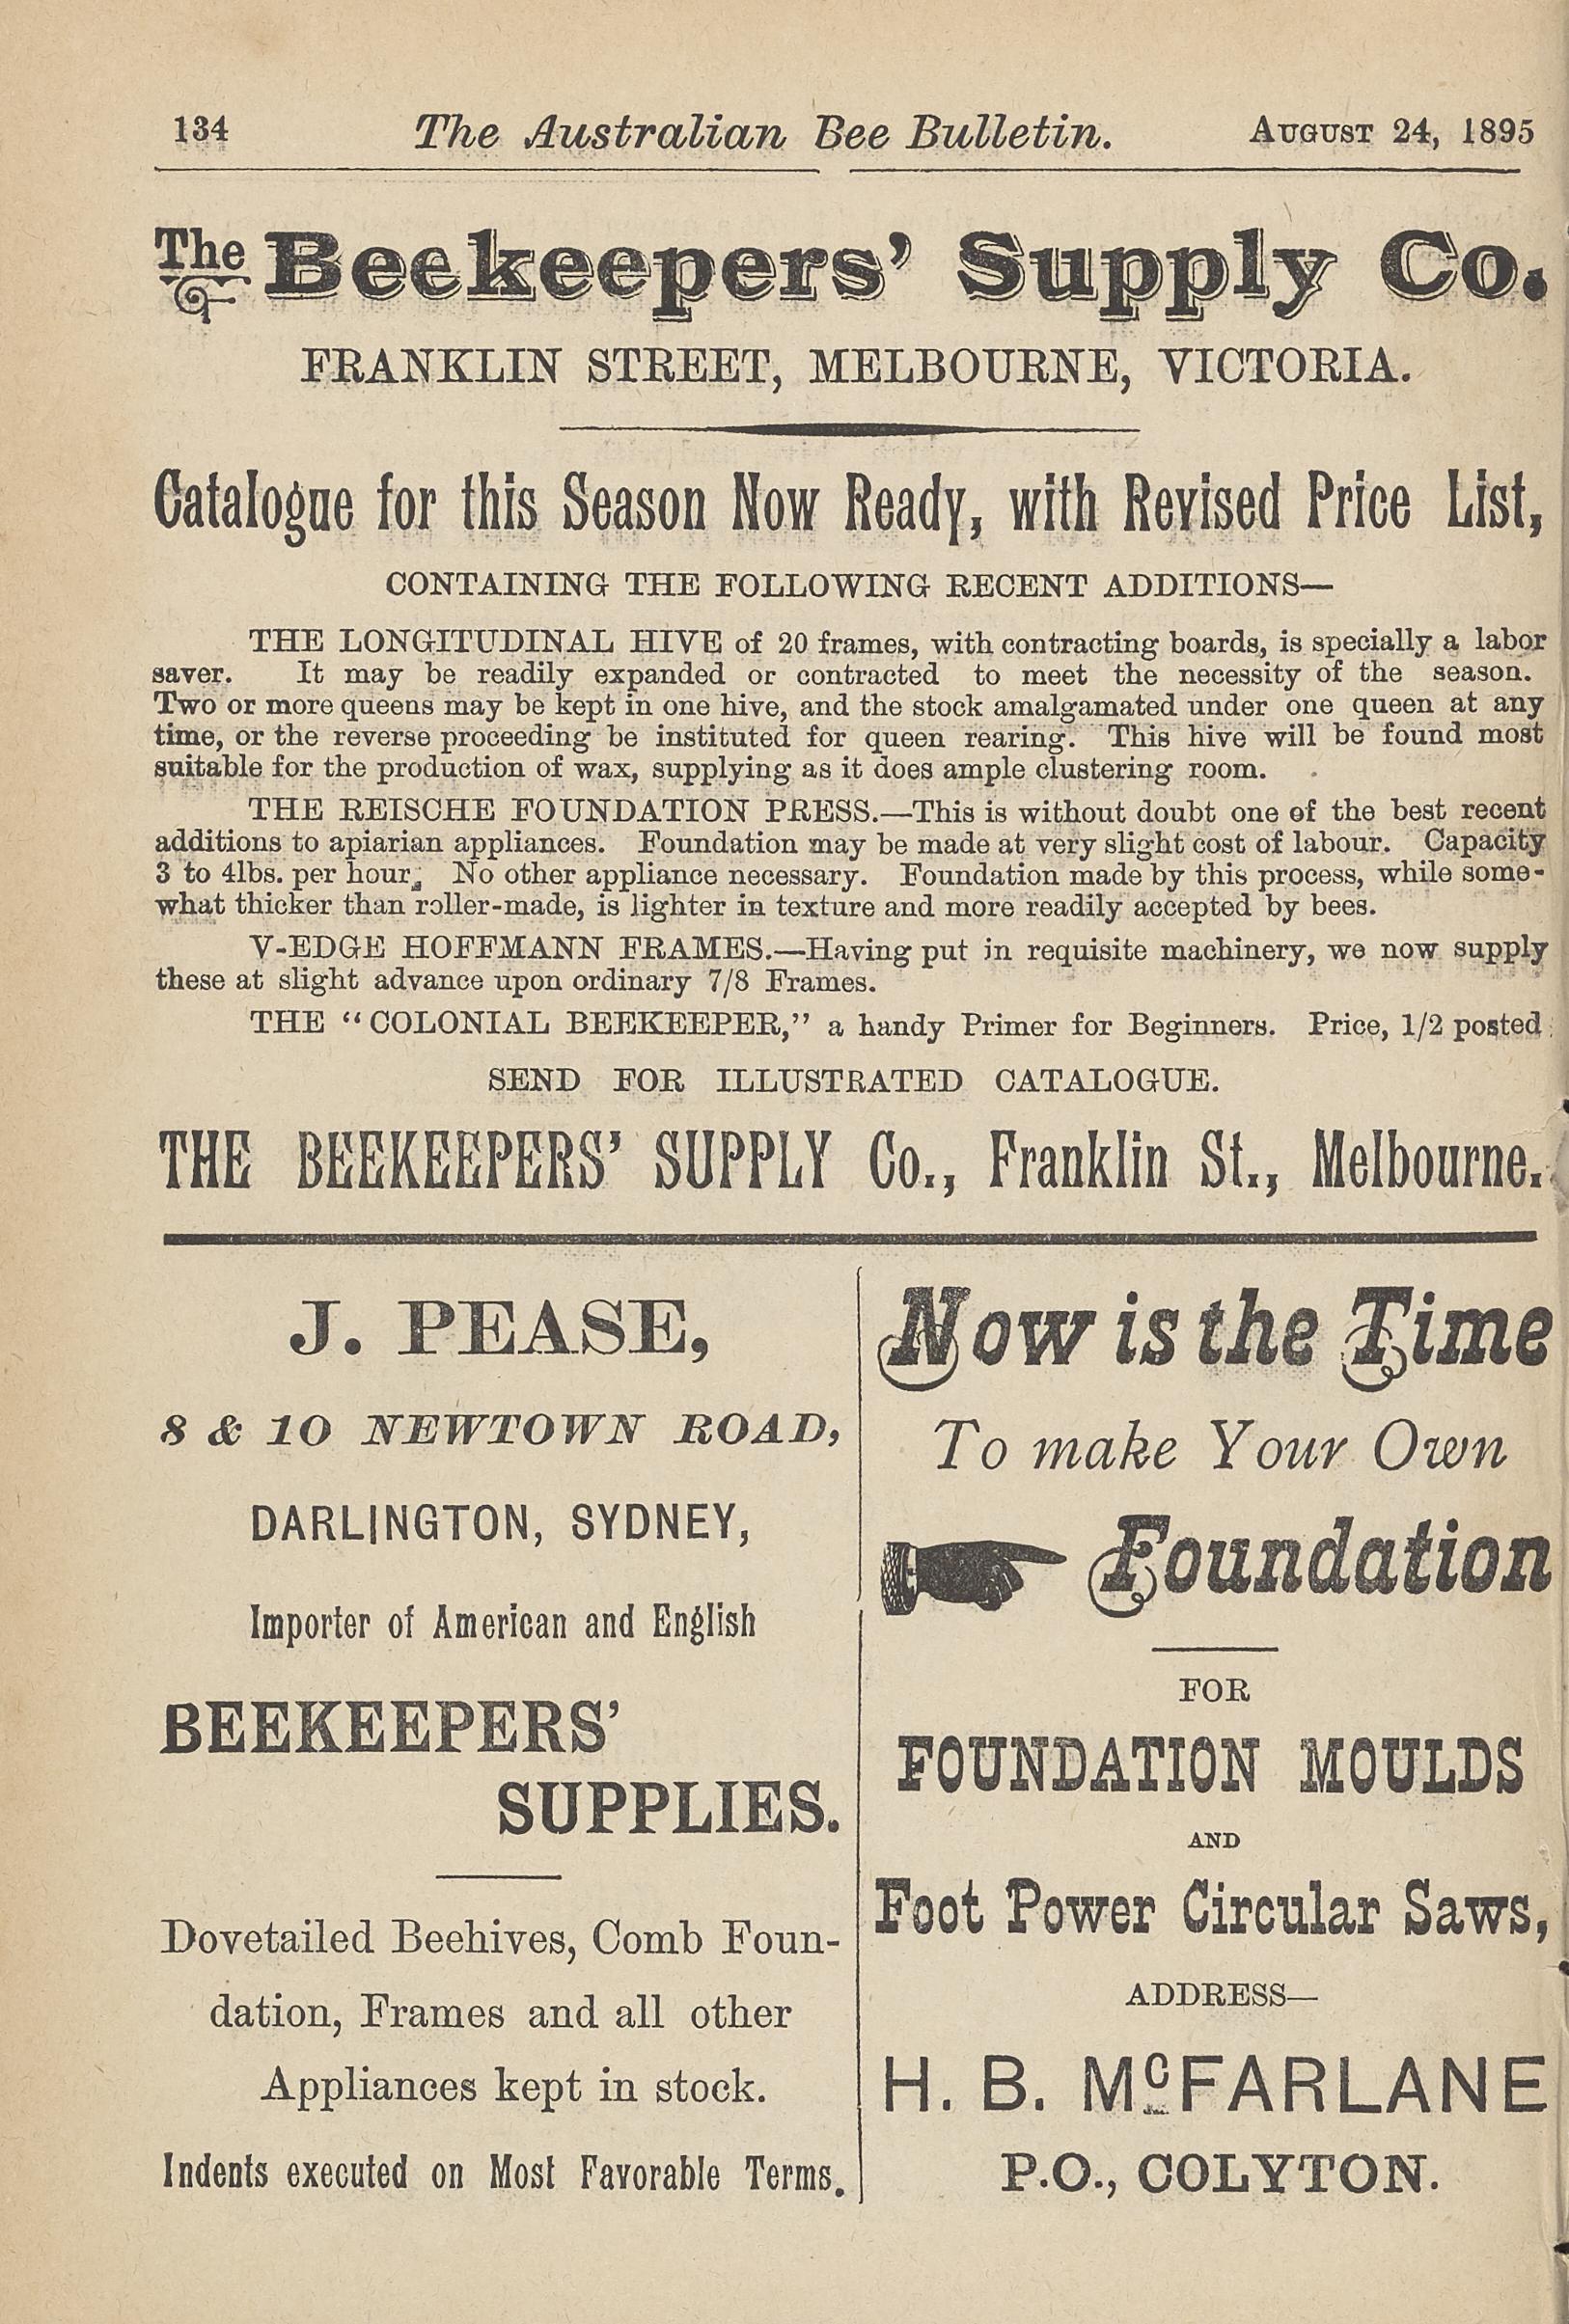 134 The Australian Bee Bulletin. AUGUST 24, 1895
The Beekeepers' Supply Co.
FRANKLIN STREET, MELBOURNE, VICTORIA.
Catalogue for this Season Now Ready, with Revised Price List,
CONTAINING THE FOLLOWING RECENT ADDITIONS—
THE LONGITUDINAL HIVE of 20 frames, with contracting boards, is specially a labor
saver. It may be readily expanded or contracted to meet the necessity of the season.
Two or more queens may be kept in one hive, and the stock amalgamated under one queen at any
time, or the reverse proceeding be instituted for queen rearing. This hive will be found most
suitable for the production of wax, supplying as it does ample clustering room.
THE REISCHE FOUNDATION PRESS.—This is without doubt one of the best recent
additions to apiarian appliances. Foundation may be made at very slight cost of labour. Capacity
3 to 4lbs. per hour. No other appliance necessary. Foundation made by this process, while some-
what thicker than roller-made, is lighter in texture and more readily accepted by bees.
V-EDGE HOFFMANN FRAMES.—Having put in requisite machinery, we now supply
these at slight advance upon ordinary 7/8 Frames.
THE "COLONIAL BEEKEEPER," a handy Primer for Beginners. Price, 1/2 posted
SEND FOR ILLUSTRATED CATALOGUE.
THE BEEKEEPERS' SUPPLY Co., Franklin St., Melbourne.
J. PEASE,
8 & 10 NEWTOWN ROAD,
DARLINGTON, SYDNEY,
Importer of American and English
BEEKEEPERS'
SUPPLIES.
Dovetailed Beehives, Comb Foun-
dation, Frames and all other
Appliances kept in stock.
Indents executed on Most Favorable Terms.
Now is the Time
To make Your Own
Foundation
FOR
FOUNDATION MOULDS
AND
Foot Power Circular Saws,
ADDRESS—
H. B. McFARLANE
P.O., COLYTON.